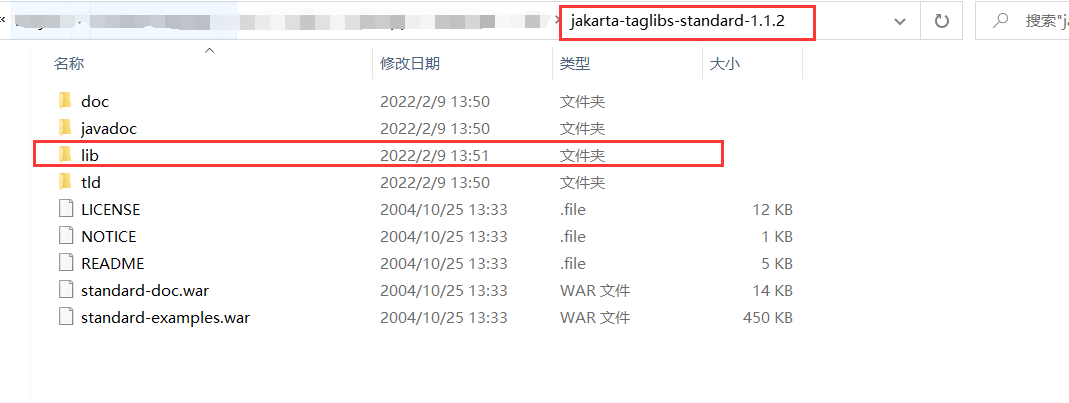 jakarta-taglibs-standard-1.1.2 搜索"ja
名称 修改日期 类型 大小
doc 2022/2/9 13:50 文件夹
javadoc 2022/2/9 13:50 文件夹
lib 2022/2/9 13:51 文件夹
tld 2022/2/9 13:50 文件夹
LICENSE 2004/10/25 13:33 .file 12 KB
NOTICE 2004/10/25 13:33 .file 1 KB
README 2004/10/25 13:33 .file 5 KB
standard-doc.war 2004/10/25 13:33 WAR 文件 14 KB
standard-examples.war 2004/10/25 13:33 WAR 文件 450 KB